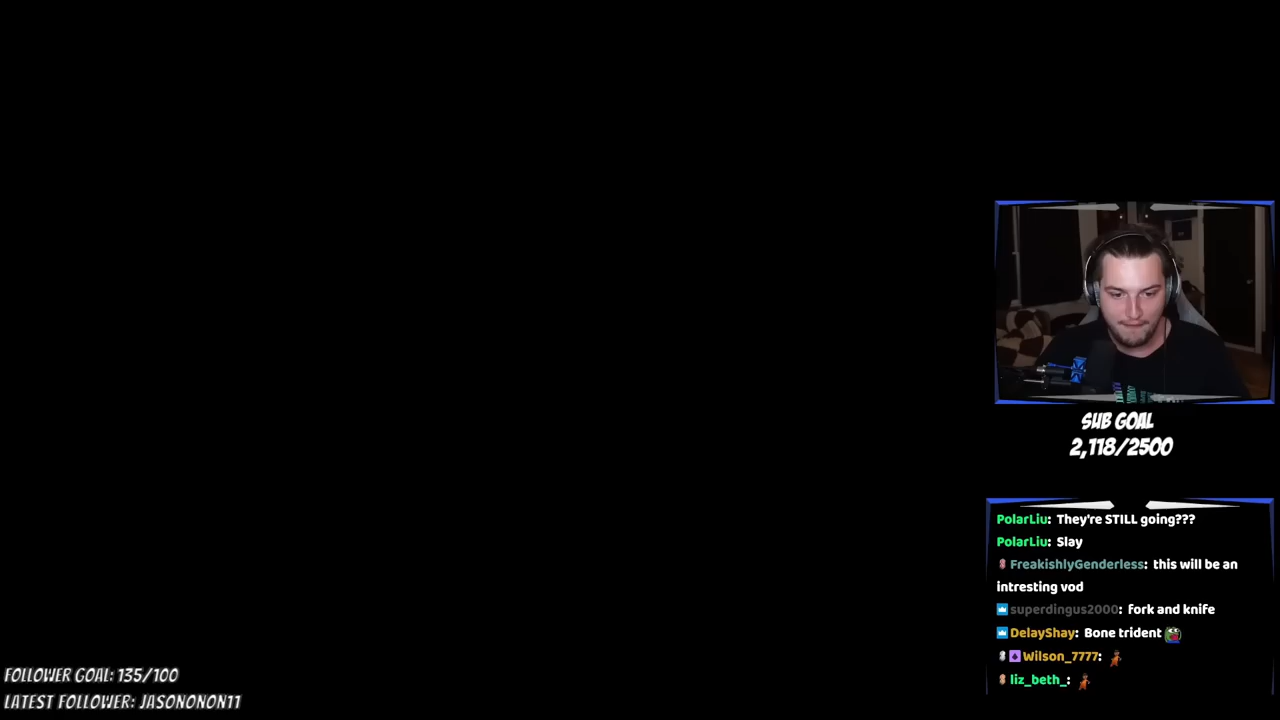 SUB GOAL
2,118/2500
PolarLiu: They're STILL going???
PolarLiu: Slay
FreakishlyGenderless: this will be an
intresting vod
superdingus2000: fork and knife
DelayShay: Bone trident
Wilson_7777:
liz_beth_:
FOLLOWER GOAL: 135/100
LATEST FOLLOWER: JASONONON11